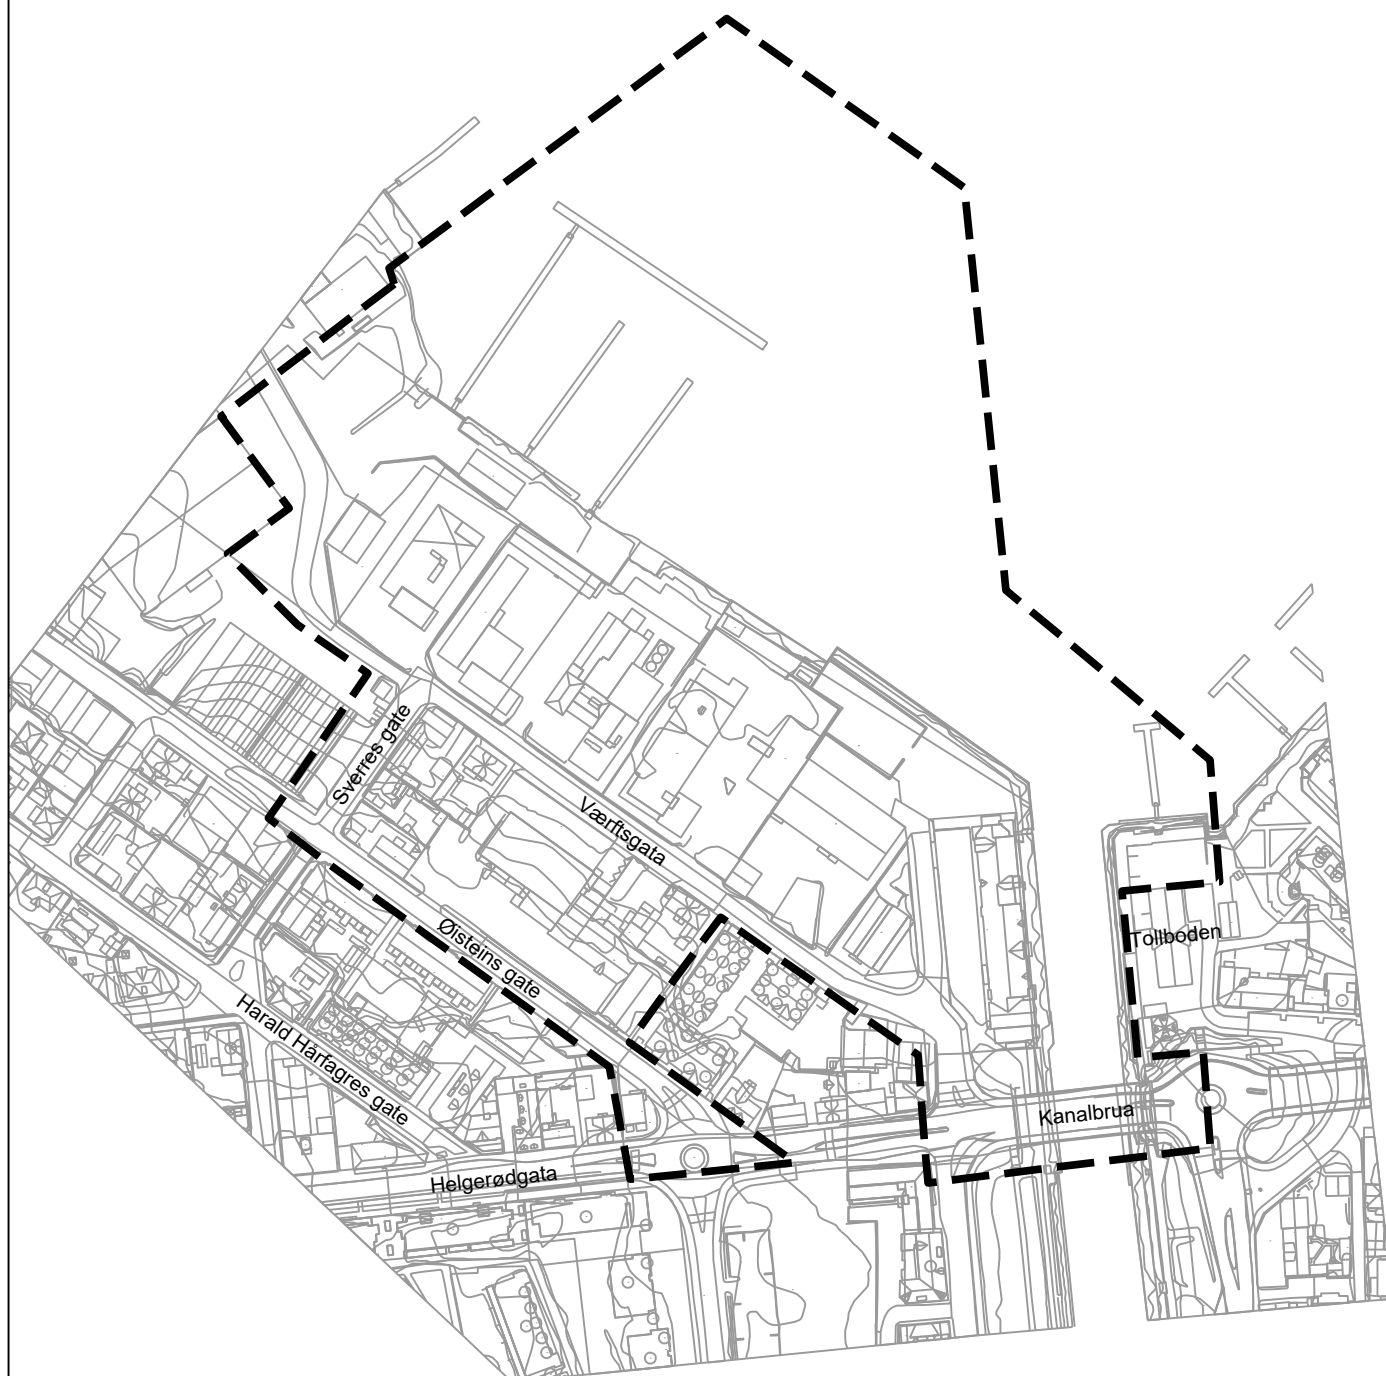 Sverres gate
Værftsgata
Øisteins gate
Tollboden
Harald Hårfagres gate
Kanalbrua
Helgerødgata